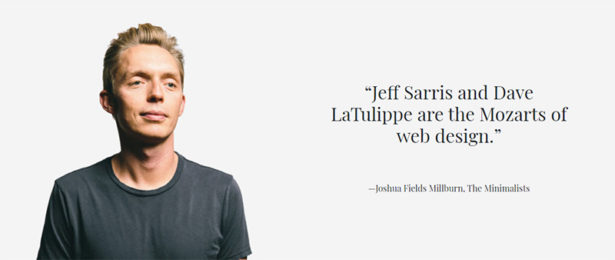 “Jeff Sarris and Dave
LaTulippe are the Mozarts of
web design.”
—Joshua Fields Millburn, The Minimalists